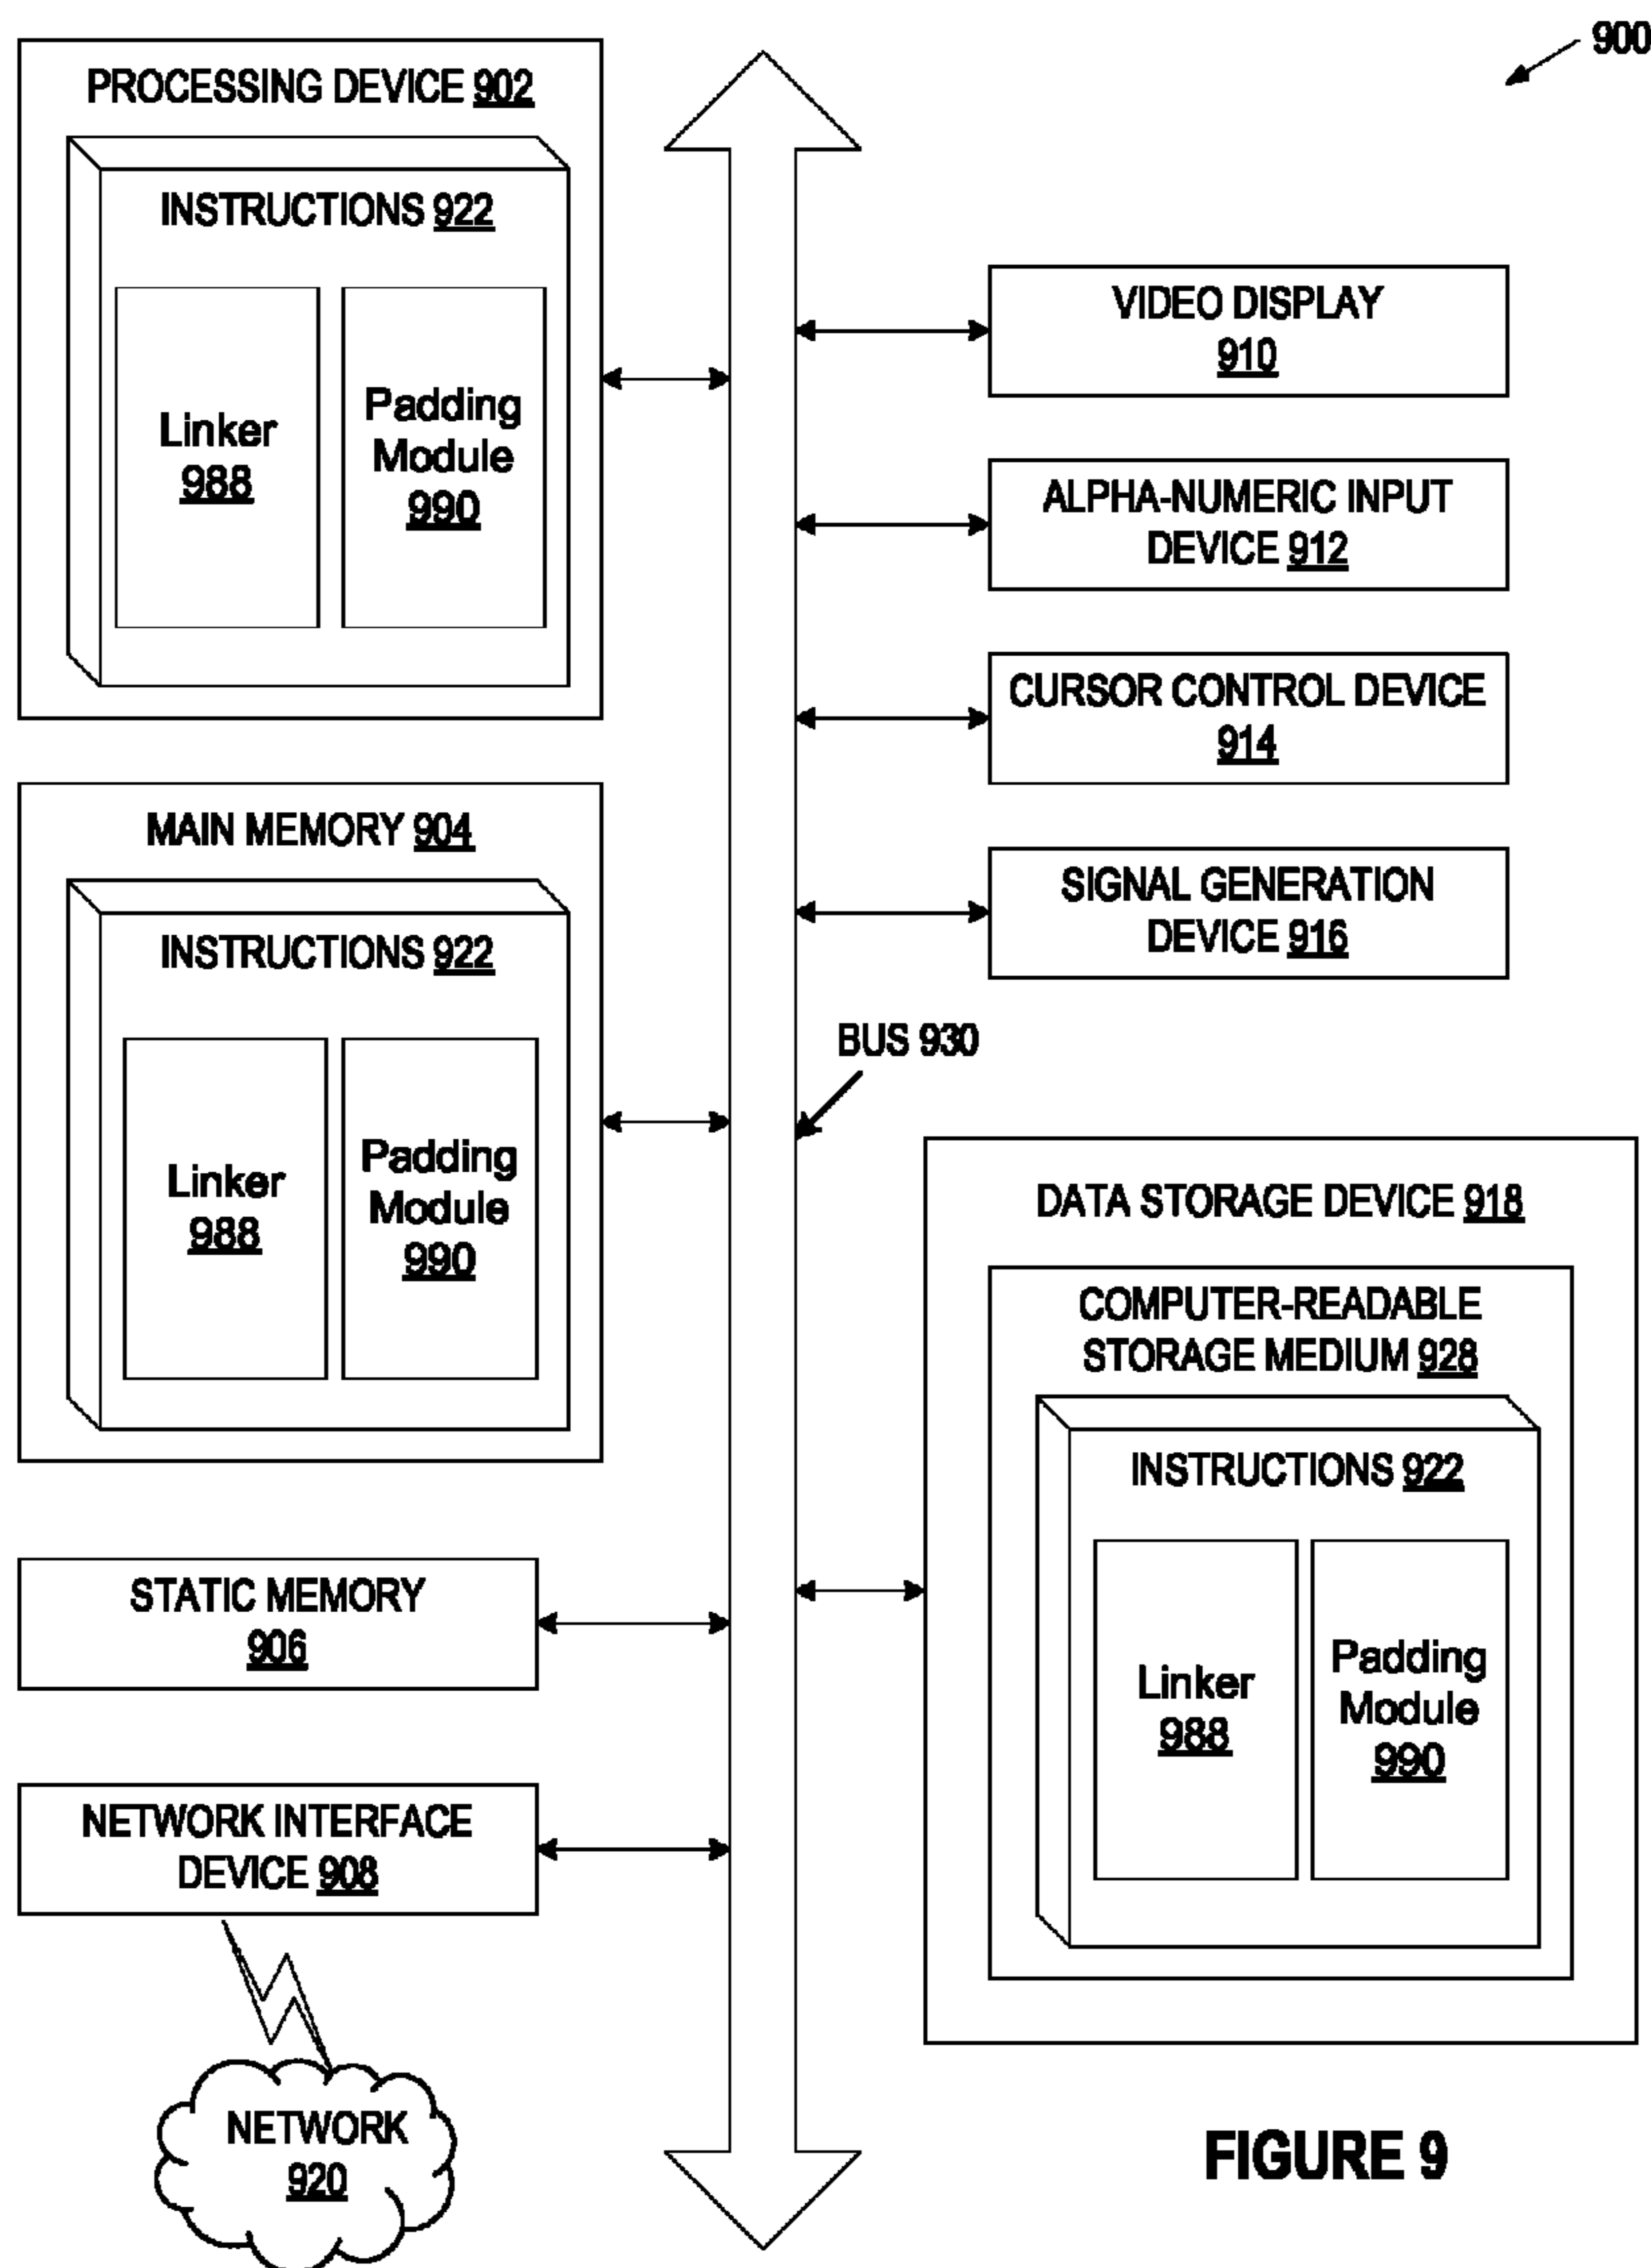 900
PROCESSING DEVICE 902
INSTRUCTIONS 922
Linker
988
Padding
Module
990
MAIN MEMORY 904
INSTRUCTIONS 922
Linker
988
Padding
Module
990
STATIC MEMORY
906
NETWORK INTERFACE
DEVICE 908
NETWORK
920
VIDEO DISPLAY
910
ALPHA-NUMERIC INPUT
DEVICE 912
CURSOR CONTROL DEVICE
914
SIGNAL GENERATION
DEVICE 916
BUS 930
DATA STORAGE DEVICE 918
COMPUTER-READABLE
STORAGE MEDIUM 928
INSTRUCTIONS 922
Linker
988
Padding
Module
990
FIGURE 9